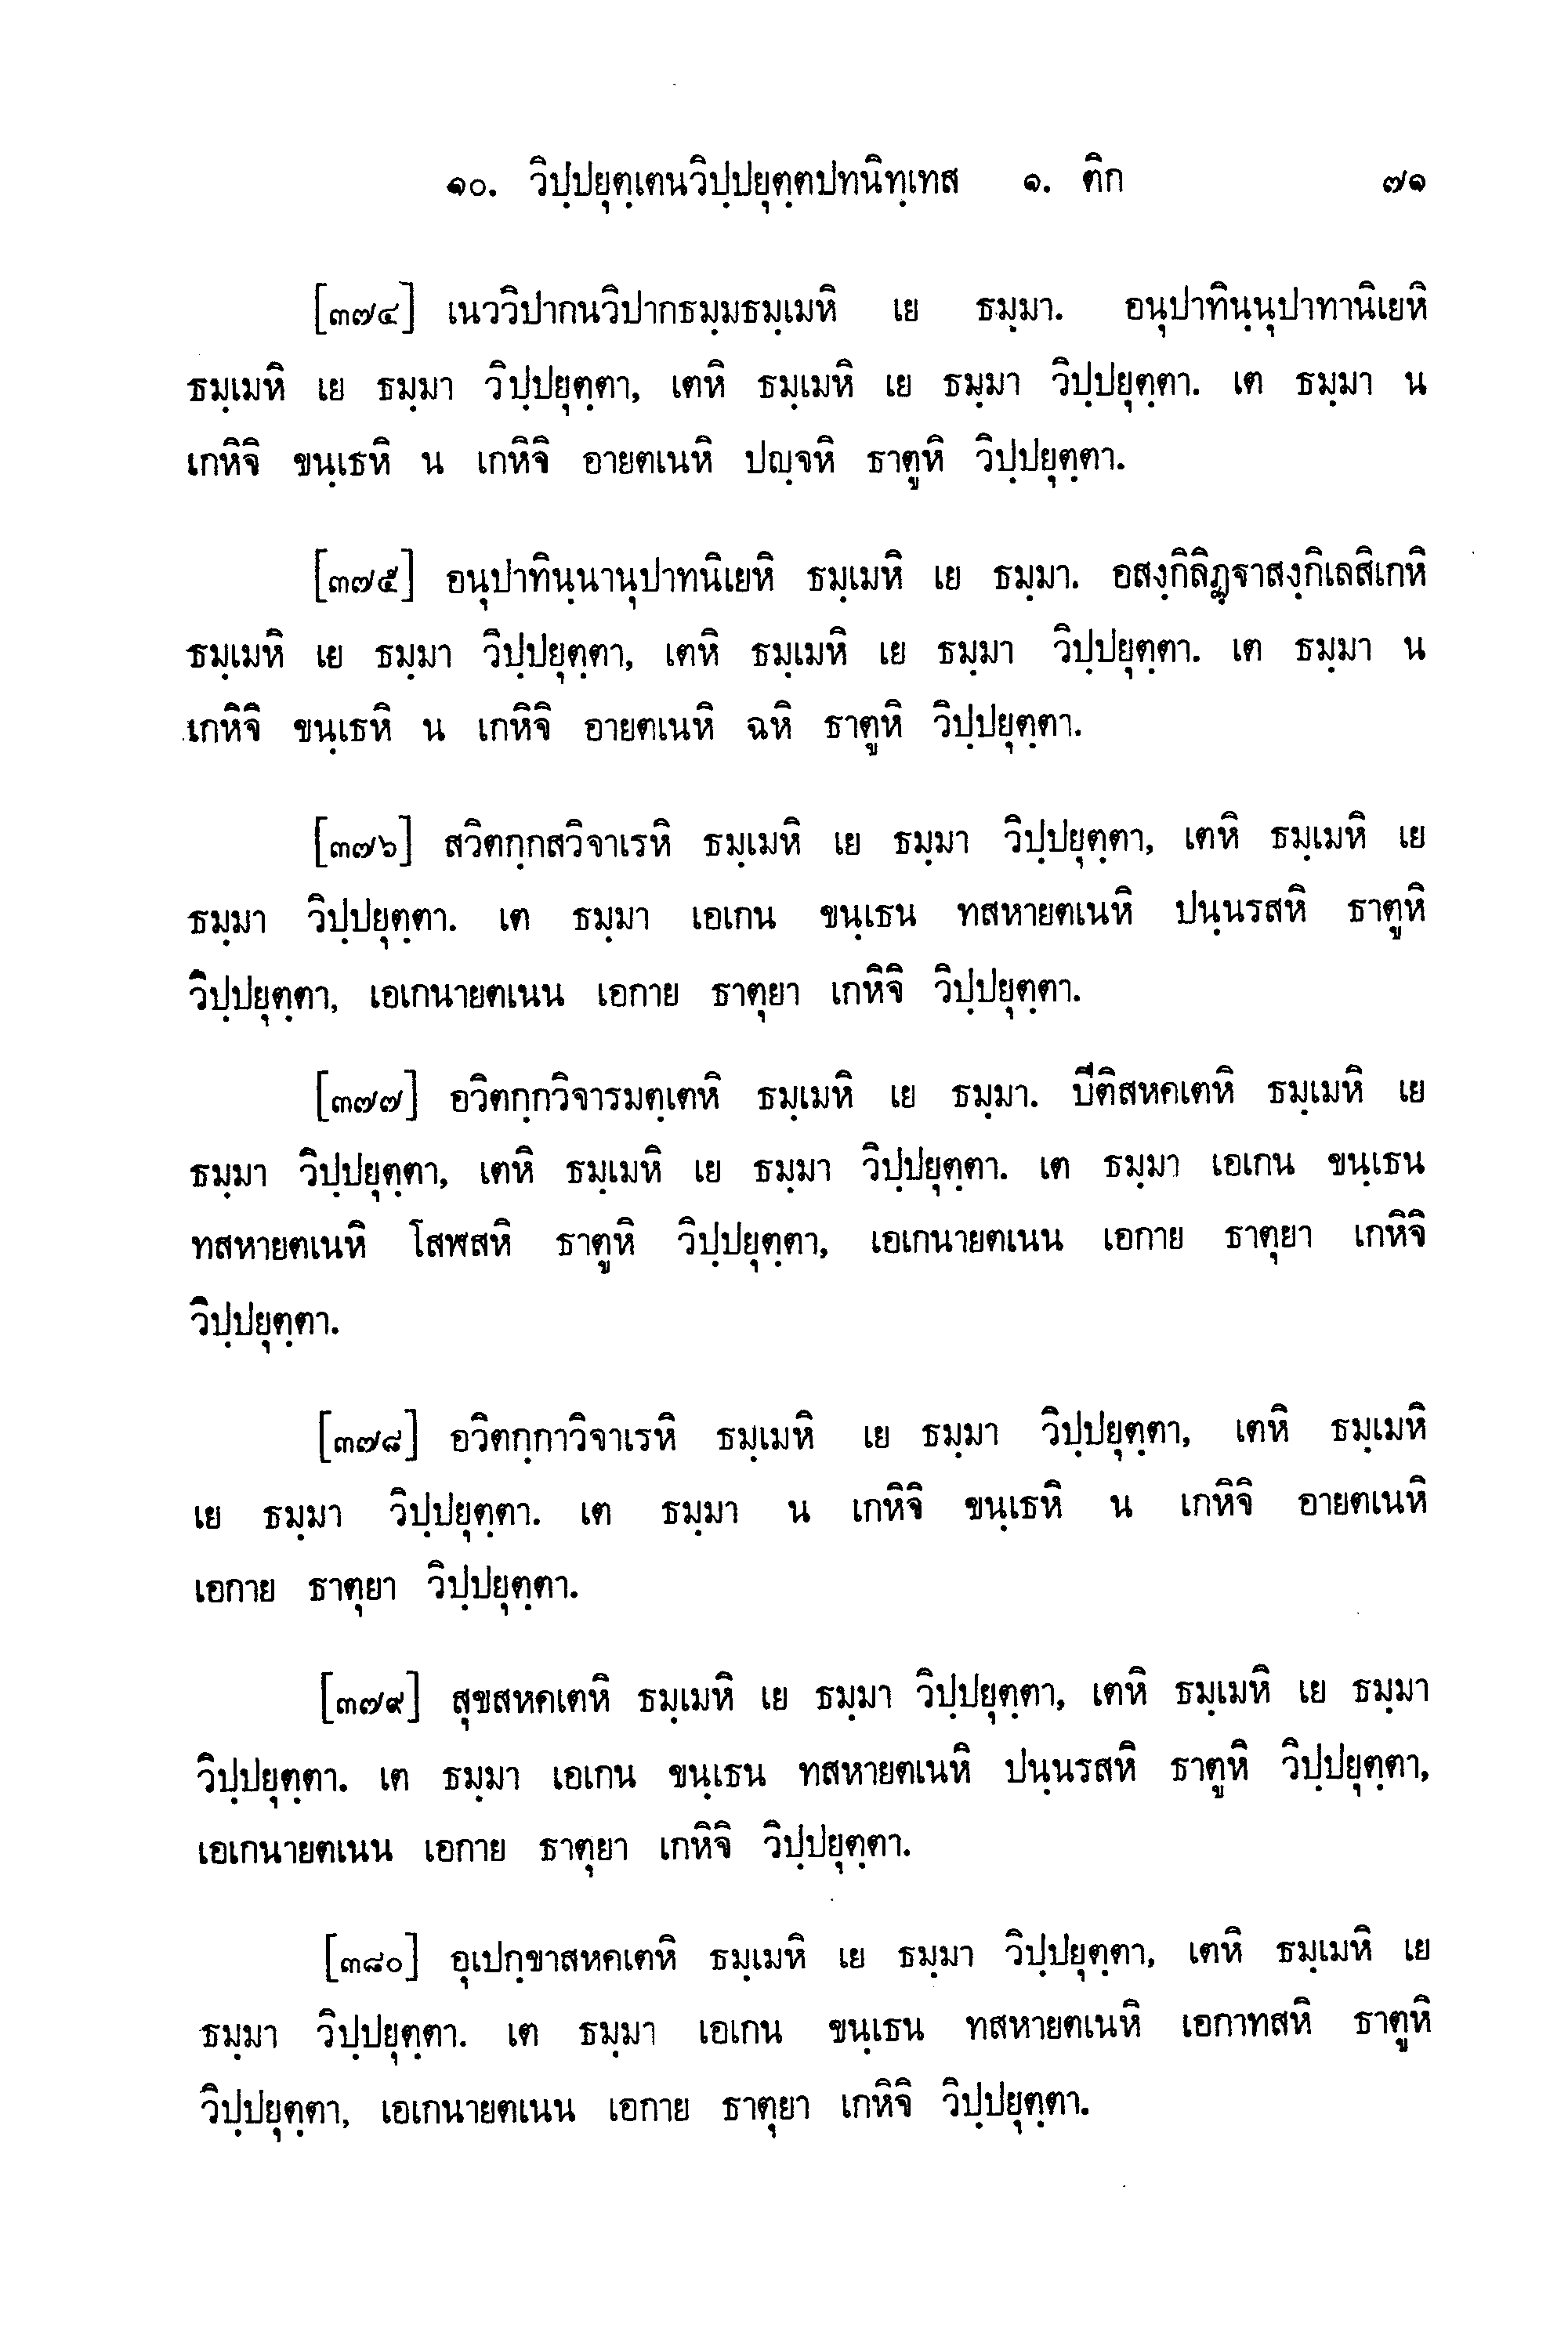 ๑๐. วิปฺปยุตฺเตนวิปฺปยุตฺตปทนิทฺเทส ๑. ติก ๗๑
[๓๗๔] เนววิปากนวิปากธมฺมธมฺเมหิ เย ธมฺมา. อนุปาทินฺนุปาทานิเยหิ
ธมฺเมหิ เย ธมฺมา วิปฺปยุตฺตา, เตหิ ธมฺเมหิ เย ธมฺมา วิปฺปยุตฺตา. เต ธมฺมา น
เกหิจิ ขนฺเธหิ น เกหิจิ อายตเนหิ ปญฺจหิ ธาตูหิ วิปฺปยุตฺตา.
[๓๗๕] อนุปาทินฺนานุปาทนิเยหิ ธมฺเมหิ เย ธมฺมา. อสงฺกิลิฏฺฐาสงฺกิเลสิเกหิ
ธมฺเมหิ เย ธมฺมา วิปฺปยุตฺตา, เตหิ ธมฺเมหิ เย ธมฺมา วิปฺปยุตฺตา. เต ธมฺมา น
เกหิจิ ขนฺเธหิ น เกหิจิ อายตเนหิ ฉหิ ธาตูหิ วิปฺปยุตฺตา.
[๓๗๖] สวิตกฺกสวิจาเรหิ ธมฺเมหิ เย ธมฺมา วิปฺปยุตฺตา, เตหิ ธมฺเมหิ เย
ธมฺมา วิปฺปยุตฺตา. เต ธมฺมา เอเกน ขนฺเธน ทสหายตเนหิ ปนฺนรสหิ ธาตูหิ
วิปฺปยุตฺตา, เอเกนายตเนน เอกาย ธาตุยา เกหิจิ วิปฺปยุตฺตา.
[๓๗๗] อวิตกฺกวิจารมตฺเตหิ ธมฺเมหิ เย ธมฺมา. ปีติสหคเตหิ ธมฺเมหิ เย
ธมฺมา วิปฺปยุตฺตา, เตหิ ธมฺเมหิ เย ธมฺมา วิปฺปยุตฺตา. เต ธมฺมา เอเกน ขนฺเธน
ทสหายตเนหิ โสฬสหิ ธาตูหิ วิปฺปยุตฺตา, เอเกนายตเนน เอกาย ธาตุยา เกหิจิ
วิปฺปยุตฺตา.
[๓๗๘] อวิตกฺกาวิจาเรหิ ธมฺเมหิ เย ธมฺมา วิปฺปยุตฺตา, เตหิ ธมฺเมหิ
เย ธมฺมา วิปฺปยุตฺตา. เต ธมฺมา น เกหิจิ ขนฺเธหิ น เกหิจิ อายตเนหิ
เอกาย ธาตุยา วิปฺปยุตฺตา.
[๓๗๙] สุขสหคเตหิ ธมฺเมหิ เย ธมฺมา วิปฺปยุตฺตา, เตหิ ธมฺเมหิ เย ธมฺมา
วิปฺปยุตฺตา. เต ธมฺมา เอเกน ขนฺเธน ทสหายตเนหิ ปนฺนรสหิ ธาตูหิ วิปฺปยุตฺตา,
เอเกนายตเนน เอกาย ธาตุยา เกหิจิ วิปฺปยุตฺตา.
[๓๘๐] อุเปกฺขาสหคเตหิ ธมฺเมหิ เย ธมฺมา วิปฺปยุตฺตา, เตหิ ธมฺเมหิ เย
ธมฺมา วิปฺปยุตฺตา. เต ธมฺมา เอเกน ขนฺเธน ทสหายตเนหิ เอกาทสหิ ธาตูหิ
วิปฺปยุตฺตา, เอเกนายตเนน เอกาย ธาตุยา เกหิจิ วิปฺปยุตฺตา.